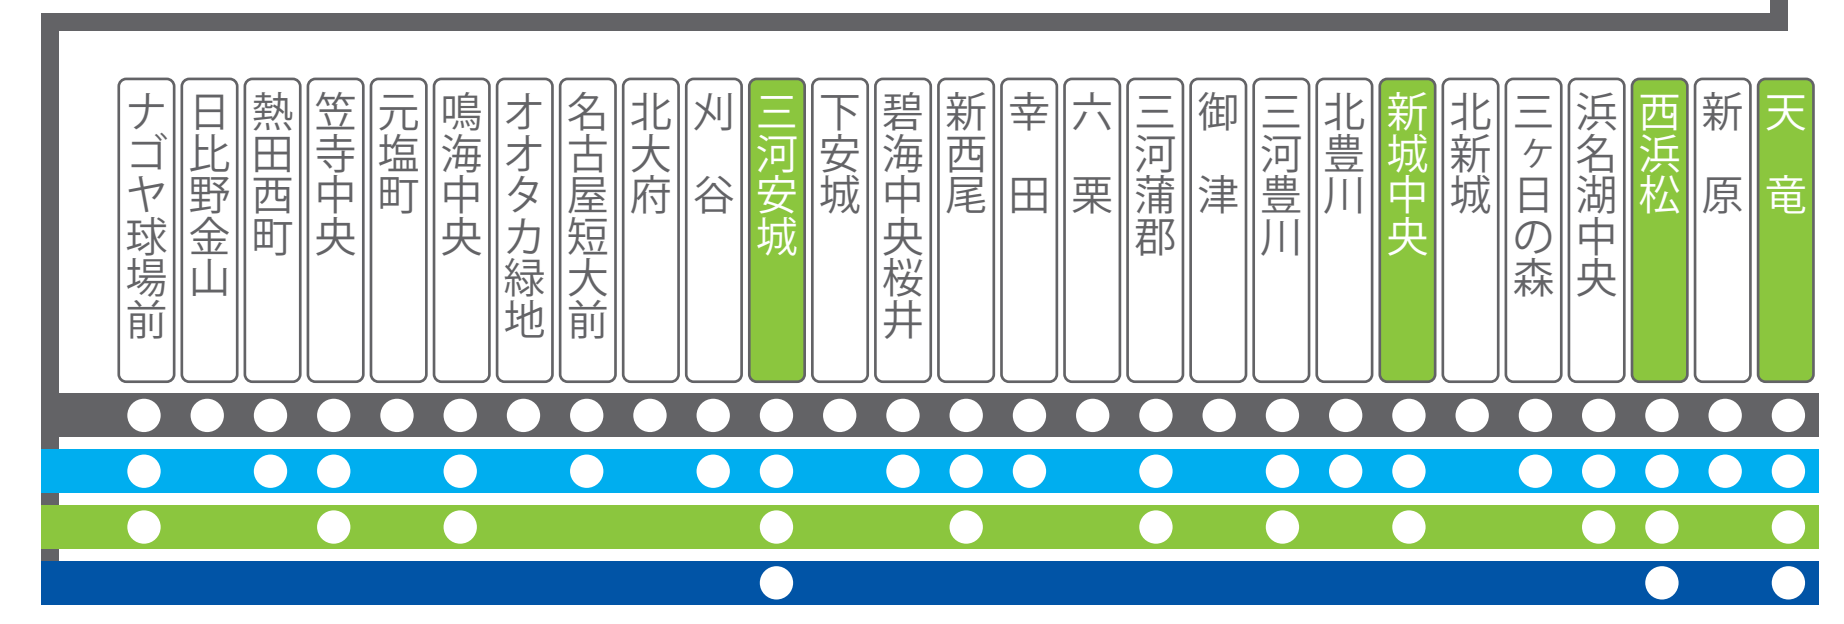 ナゴヤ球場前
日比野金山
熱田西町
笠寺中央
元塩町
鳴海中央
オオタカ緑地
名古屋短大前
北大府
刈谷
三河安城
下安城
碧海中央桜井
新西尾
幸田
六栗
三河蒲郡
御津
三河豊川
北豊川
新城中央
北新城
三ヶ日の森
浜名湖中央
西浜松
新原
天竜